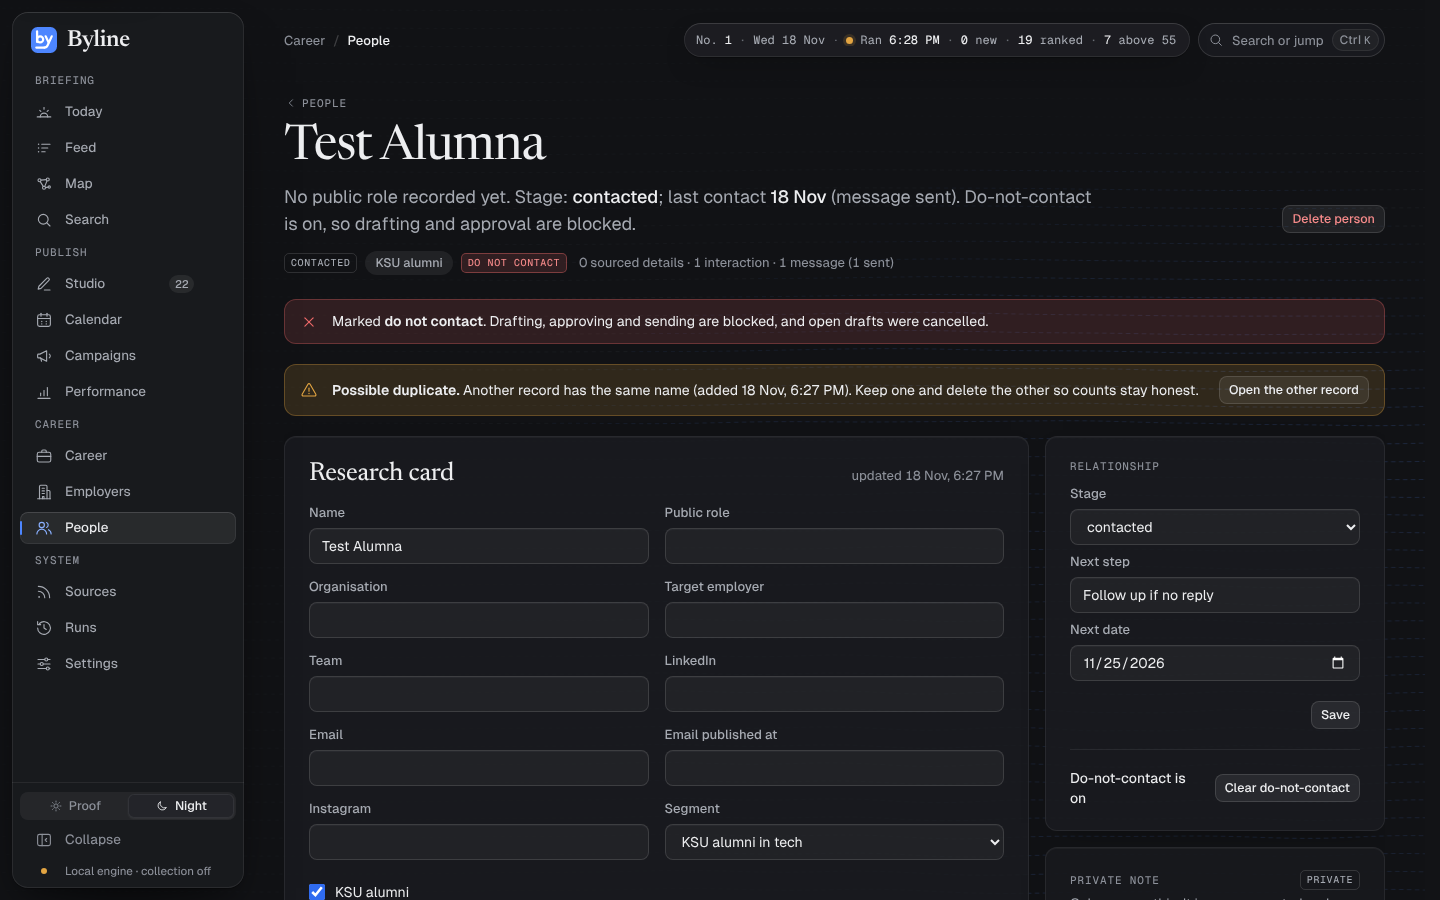 by Byline
BRIEFING
Today
Feed
Map
Search
PUBLISH
Studio 22
Calendar
Campaigns
Performance
CAREER
Career
Employers
People
SYSTEM
Sources
Runs
Settings
Proof Night
Collapse
Local engine · collection off
Career / People
No. 1 · Wed 18 Nov · Ran 6:28 PM · 0 new · 19 ranked · 7 above 55
Search or jump Ctrl K
PEOPLE
Test Alumna
No public role recorded yet. Stage: contacted; last contact 18 Nov (message sent). Do-not-contact
is on, so drafting and approval are blocked.
Delete person
CONTACTED KSU alumni DO NOT CONTACT 0 sourced details · 1 interaction · 1 message (1 sent)
Marked do not contact. Drafting, approving and sending are blocked, and open drafts were cancelled.
Possible duplicate. Another record has the same name (added 18 Nov, 6:27 PM). Keep one and delete the other so counts stay honest. Open the other record
Research card updated 18 Nov, 6:27 PM
Name Public role
Test Alumna
Organisation Target employer
Team LinkedIn
Email Email published at
Instagram Segment
KSU alumni in tech
KSU alumni
RELATIONSHIP
Stage
contacted
Next step
Follow up if no reply
Next date
11/25/2026
Save
Do-not-contact is
on
Clear do-not-contact
PRIVATE NOTE PRIVATE